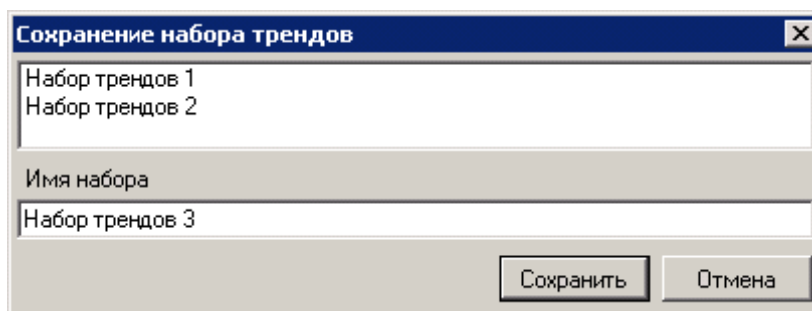 Сохранение набора трендов
Набор трендов 1
Набор трендов 2
Имя набора
Набор трендов 3
Сохранить Отмена